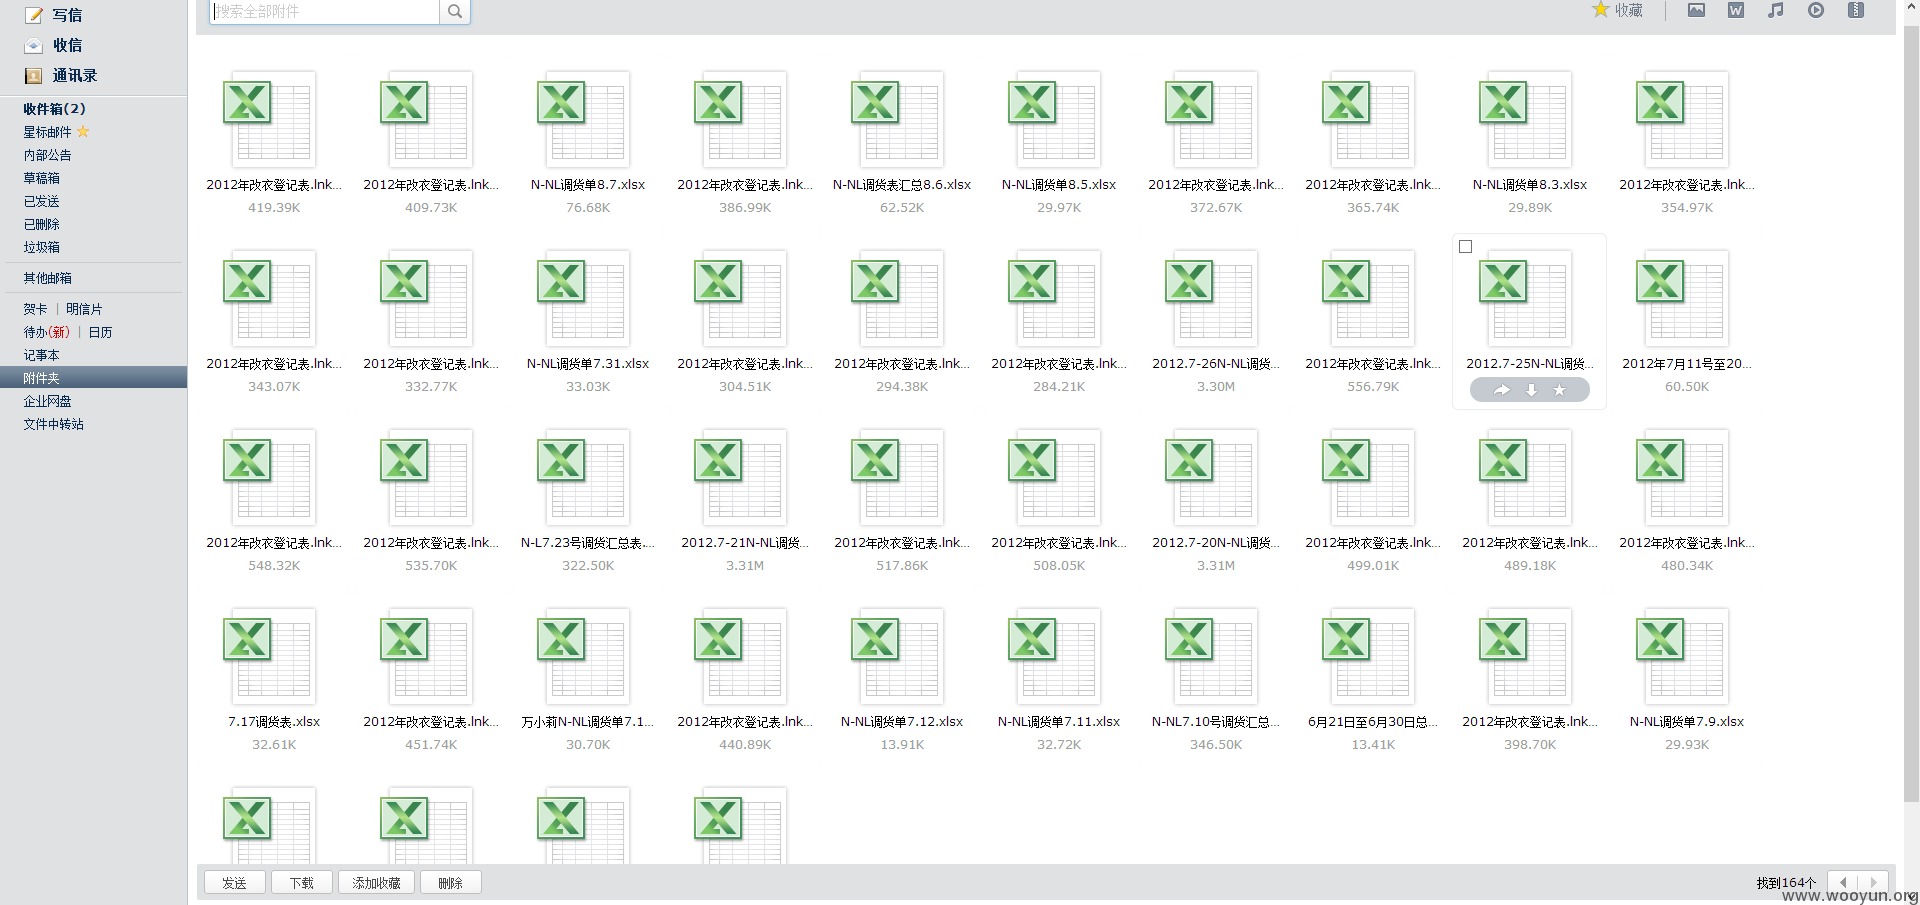 写信
收信
通讯录
收件箱(2)
星标邮件
内部公告
草稿箱
已发送
已删除
垃圾箱
其他邮箱
贺卡 | 明信片
待办(新) | 日历
记事本
附件夹
企业网盘
文件中转站
搜索全部附件
收藏
2012年改衣登记表.lnk... 2012年改衣登记表.lnk... N-NL调货单8.7.xlsx 2012年改衣登记表.lnk... N-NL调货表汇总8.6.xlsx N-NL调货单8.5.xlsx 2012年改衣登记表.lnk... 2012年改衣登记表.lnk... N-NL调货单8.3.xlsx 2012年改衣登记表.lnk...
419.39K 409.73K 76.68K 386.99K 62.52K 29.97K 372.67K 365.74K 29.89K 354.97K
2012年改衣登记表.lnk... 2012年改衣登记表.lnk... N-NL调货单7.31.xlsx 2012年改衣登记表.lnk... 2012年改衣登记表.lnk... 2012年改衣登记表.lnk... 2012.7-26N-NL调货... 2012年改衣登记表.lnk... 2012.7-25N-NL调货... 2012年7月11号至20...
343.07K 332.77K 33.03K 304.51K 294.38K 284.21K 3.30M 556.79K 60.50K
2012年改衣登记表.lnk... 2012年改衣登记表.lnk... N-L7.23号调货汇总表.... 2012.7-21N-NL调货... 2012年改衣登记表.lnk... 2012年改衣登记表.lnk... 2012.7-20N-NL调货... 2012年改衣登记表.lnk... 2012年改衣登记表.lnk... 2012年改衣登记表.lnk...
548.32K 535.70K 322.50K 3.31M 517.86K 508.05K 3.31M 499.01K 489.18K 480.34K
7.17调货表.xlsx 2012年改衣登记表.lnk... 万小莉N-NL调货单7.1... 2012年改衣登记表.lnk... N-NL调货单7.12.xlsx N-NL调货单7.11.xlsx N-NL7.10号调货汇总... 6月21日至6月30日总... 2012年改衣登记表.lnk... N-NL调货单7.9.xlsx
32.61K 451.74K 30.70K 440.89K 13.91K 32.72K 346.50K 13.41K 398.70K 29.93K
发送 下载 添加收藏 删除 找到164个
www.wooyun.org